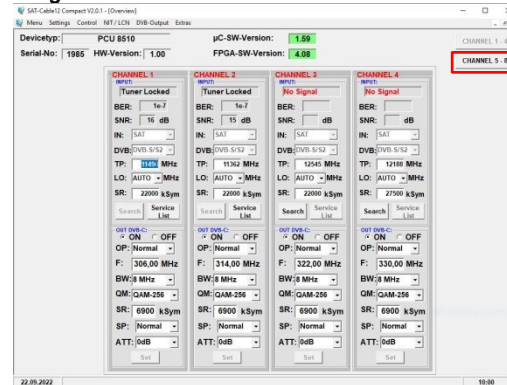 SAT-Cable12 Compact V2.0.1 - [Overview]
Menu Settings Control NIT / LCN DVB-Output Extras
Devicetyp: PCU 8510 µC-SW-Version: 1.59
Serial-No: 1985 HW-Version: 1.00 FPGA-SW-Version: 4.08
CHANNEL 1 - 4
CHANNEL 5 - 8
CHANNEL 1 CHANNEL 2 CHANNEL 3 CHANNEL 4
INPUT: INPUT: INPUT: INPUT:
Tuner Locked Tuner Locked No Signal No Signal
BER: 1e-7 BER: 1e-7 BER: BER:
SNR: 16 dB SNR: 15 dB SNR: dB SNR: dB
IN: SAT IN: SAT IN: SAT IN: SAT
DVB: DVB-S/S2 DVB: DVB-S/S2 DVB: DVB-S/S2 DVB: DVB-S/S2
TP: MHz TP: 11362 MHz TP: 12545 MHz TP: 12188 MHz
LO: AUTO MHz LO: AUTO MHz LO: AUTO MHz LO: AUTO MHz
SR: 22000 kSym SR: 22000 kSym SR: 22000 kSym SR: 27500 kSym
Search Service List Search Service List Search Service List Search Service List
OUT DVB-C: OUT DVB-C: OUT DVB-C: OUT DVB-C:
ON OFF ON OFF ON OFF ON OFF
OP: Normal OP: Normal OP: Normal OP: Normal
F: 306,00 MHz F: 314,00 MHz F: 322,00 MHz F: 330,00 MHz
BW: 8 MHz BW: 8 MHz BW: 8 MHz BW: 8 MHz
QM: QAM-256 QM: QAM-256 QM: QAM-256 QM: QAM-256
SR: 6900 kSym SR: 6900 kSym SR: 6900 kSym SR: 6900 kSym
SP: Normal SP: Normal SP: Normal SP: Normal
ATT: 0dB ATT: 0dB ATT: 0dB ATT: 0dB
Set Set Set Set
22.09.2022 10:00